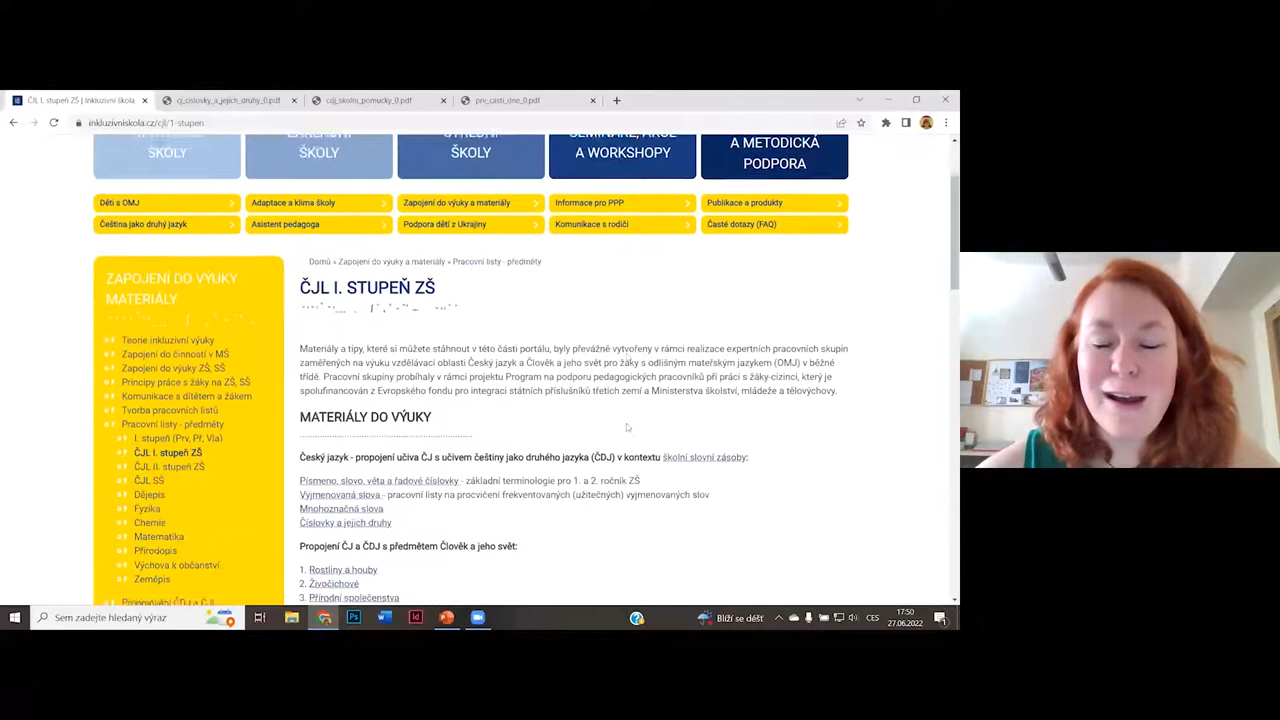 ČJL I. stupeň ZŠ | Inkluzivní škola
cj_cislovky_a_jejich_druhy_0.pdf
cdj_skolni_pomucky_0.pdf
prv_casti_dne_0.pdf
inkluzivniskola.cz/cjl/1-stupen
ŠKOLY
ŠKOLY
ŠKOLY
SEMINÁŘE, AKCE
A WORKSHOPY
A METODICKÁ
PODPORA
Děti s OMJ
Adaptace a klima školy
Zapojení do výuky a materiály
Informace pro PPP
Publikace a produkty
Čeština jako druhý jazyk
Asistent pedagoga
Podpora dětí z Ukrajiny
Komunikace s rodiči
Časté dotazy (FAQ)
Domů » Zapojení do výuky a materiály » Pracovní listy - předměty
ZAPOJENÍ DO VÝUKY
MATERIÁLY
Teorie inkluzivní výuky
Zapojení do činností v MŠ
Zapojení do výuky ZŠ, SŠ
Principy práce s žáky na ZŠ, SŠ
Komunikace s dítětem a žákem
Tvorba pracovních listů
Pracovní listy - předměty
I. stupeň (Prv, Př, Vla)
ČJL I. stupeň ZŠ
ČJL II. stupeň ZŠ
ČJL SŠ
Dějepis
Fyzika
Chemie
Matematika
Přírodopis
Výchova k občanství
Zeměpis
ČJL I. STUPEŇ ZŠ
Materiály a tipy, které si můžete stáhnout v této části portálu, byly převážně vytvořeny v rámci realizace expertních pracovních skupin
zaměřených na výuku vzdělávací oblasti Český jazyk a Člověk a jeho svět pro žáky s odlišným mateřským jazykem (OMJ) v běžné
třídě. Pracovní skupiny probíhaly v rámci projektu Program na podporu pedagogických pracovníků při práci s žáky-cizinci, který je
spolufinancován z Evropského fondu pro integraci státních příslušníků třetích zemí a Ministerstva školství, mládeže a tělovýchovy.
MATERIÁLY DO VÝUKY
Český jazyk - propojení učiva ČJ s učivem češtiny jako druhého jazyka (ČDJ) v kontextu školní slovní zásoby:
Písmeno, slovo, věta a řadové číslovky - základní terminologie pro 1. a 2. ročník ZŠ
Vyjmenovaná slova - pracovní listy na procvičení frekventovaných (užitečných) vyjmenovaných slov
Mnohoznačná slova
Číslovky a jejich druhy
Propojení ČJ a ČDJ s předmětem Člověk a jeho svět:
1. Rostliny a houby
2. Živočichové
3. Přírodní společenstva
Sem zadejte hledaný výraz
Blíží se déšť
CES
17:50
27.06.2022